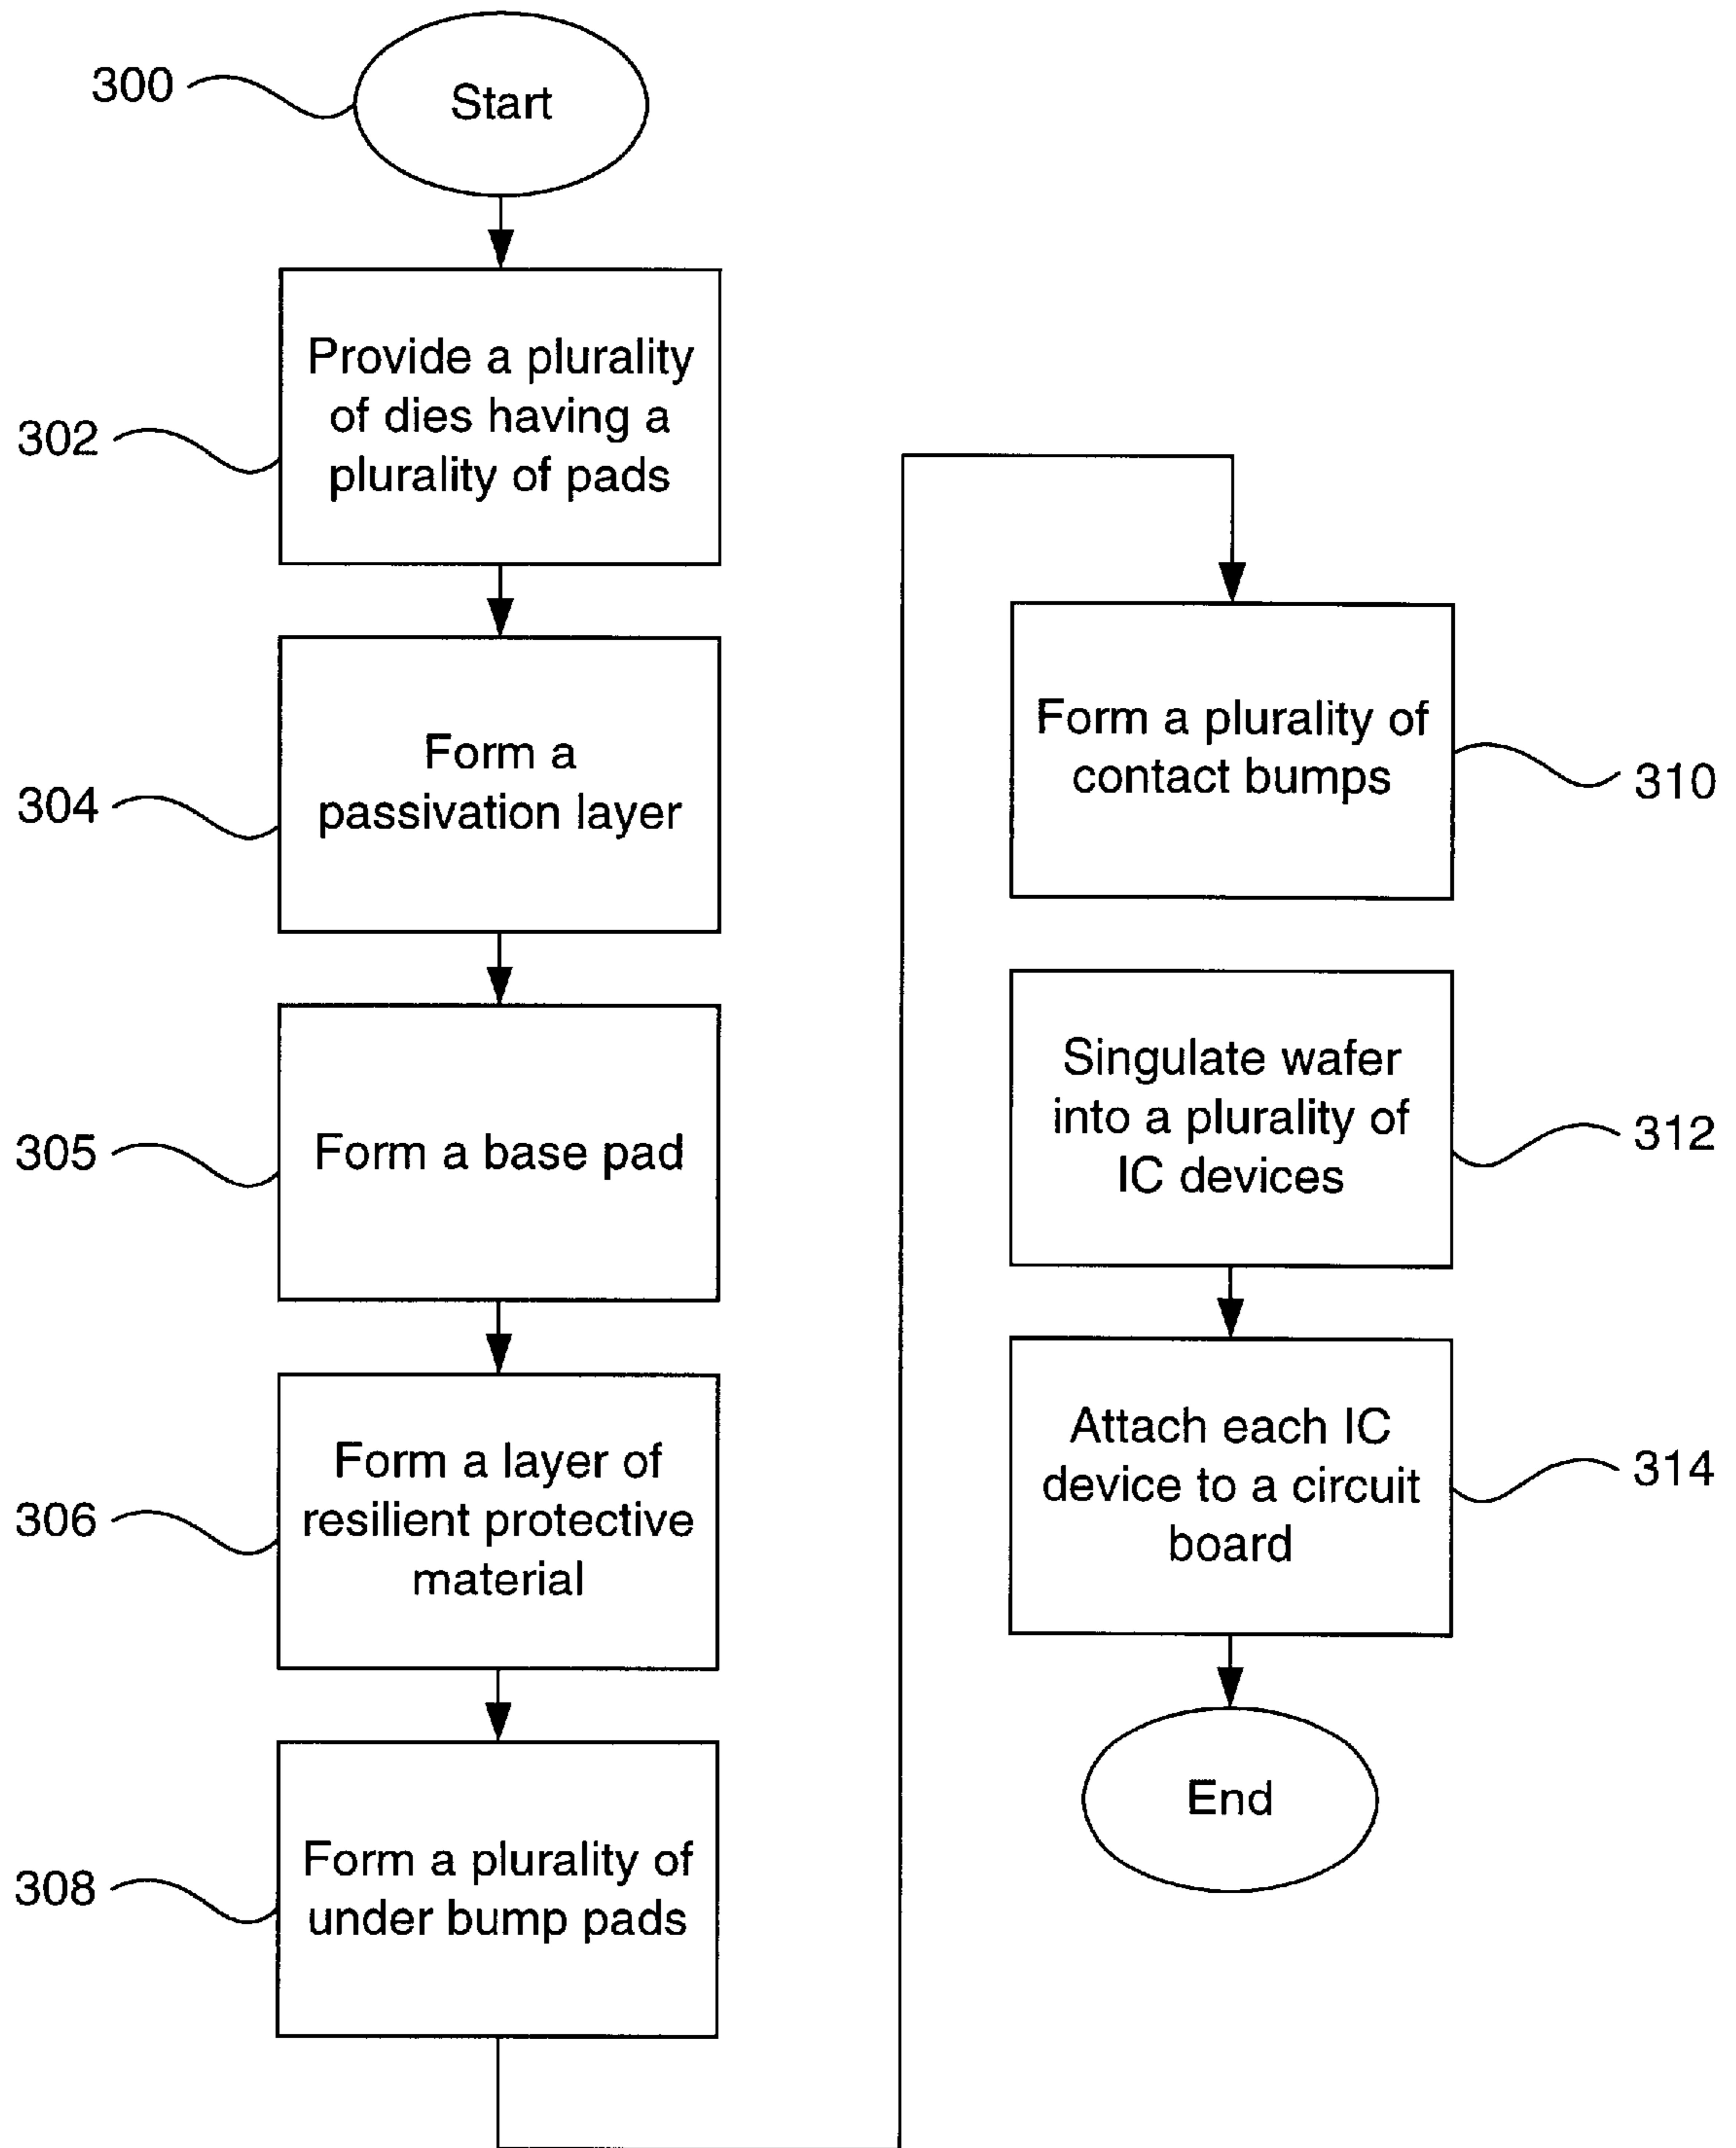 300
Start
302
Provide a plurality
of dies having a
plurality of pads
304
Form a
passivation layer
305
Form a base pad
306
Form a layer of
resilient protective
material
308
Form a plurality of
under bump pads
Form a plurality of
contact bumps
310
Singulate wafer
into a plurality of
IC devices
312
Attach each IC
device to a circuit
board
314
End